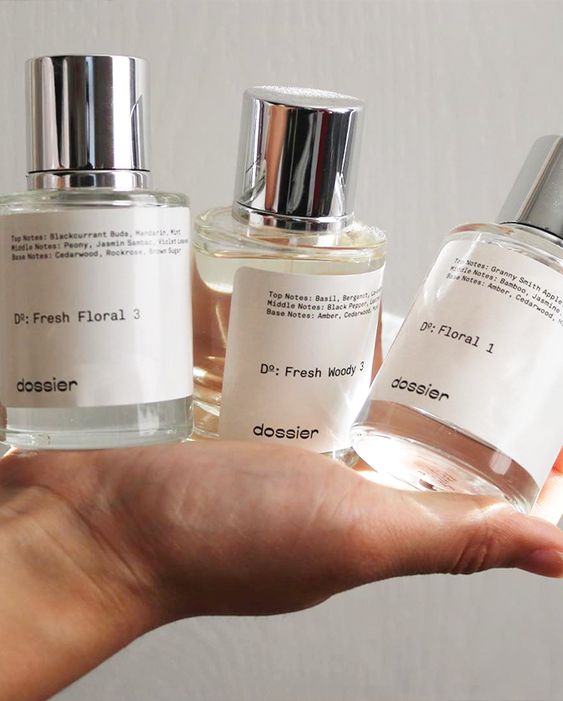 Top Notes: Blackcurrant Buds, Mandarin, Mint
Middle Notes: Peony, Jasmin Sambac, Violet Leaves
Base Notes: Cedarwood, Rockrose, Brown Sugar
Dº: Fresh Floral 3
dossier
Top Notes: Basil, Bergamot,
Middle Notes: Black Pepper,
Base Notes: Amber, Cedarwood,
Dº: Fresh Woody 3
dossier
Top Notes: Granny Smith Apple,
Middle Notes: Bamboo, Jasmine,
Base Notes: Amber, Cedarwood,
Dº: Floral 1
dossier